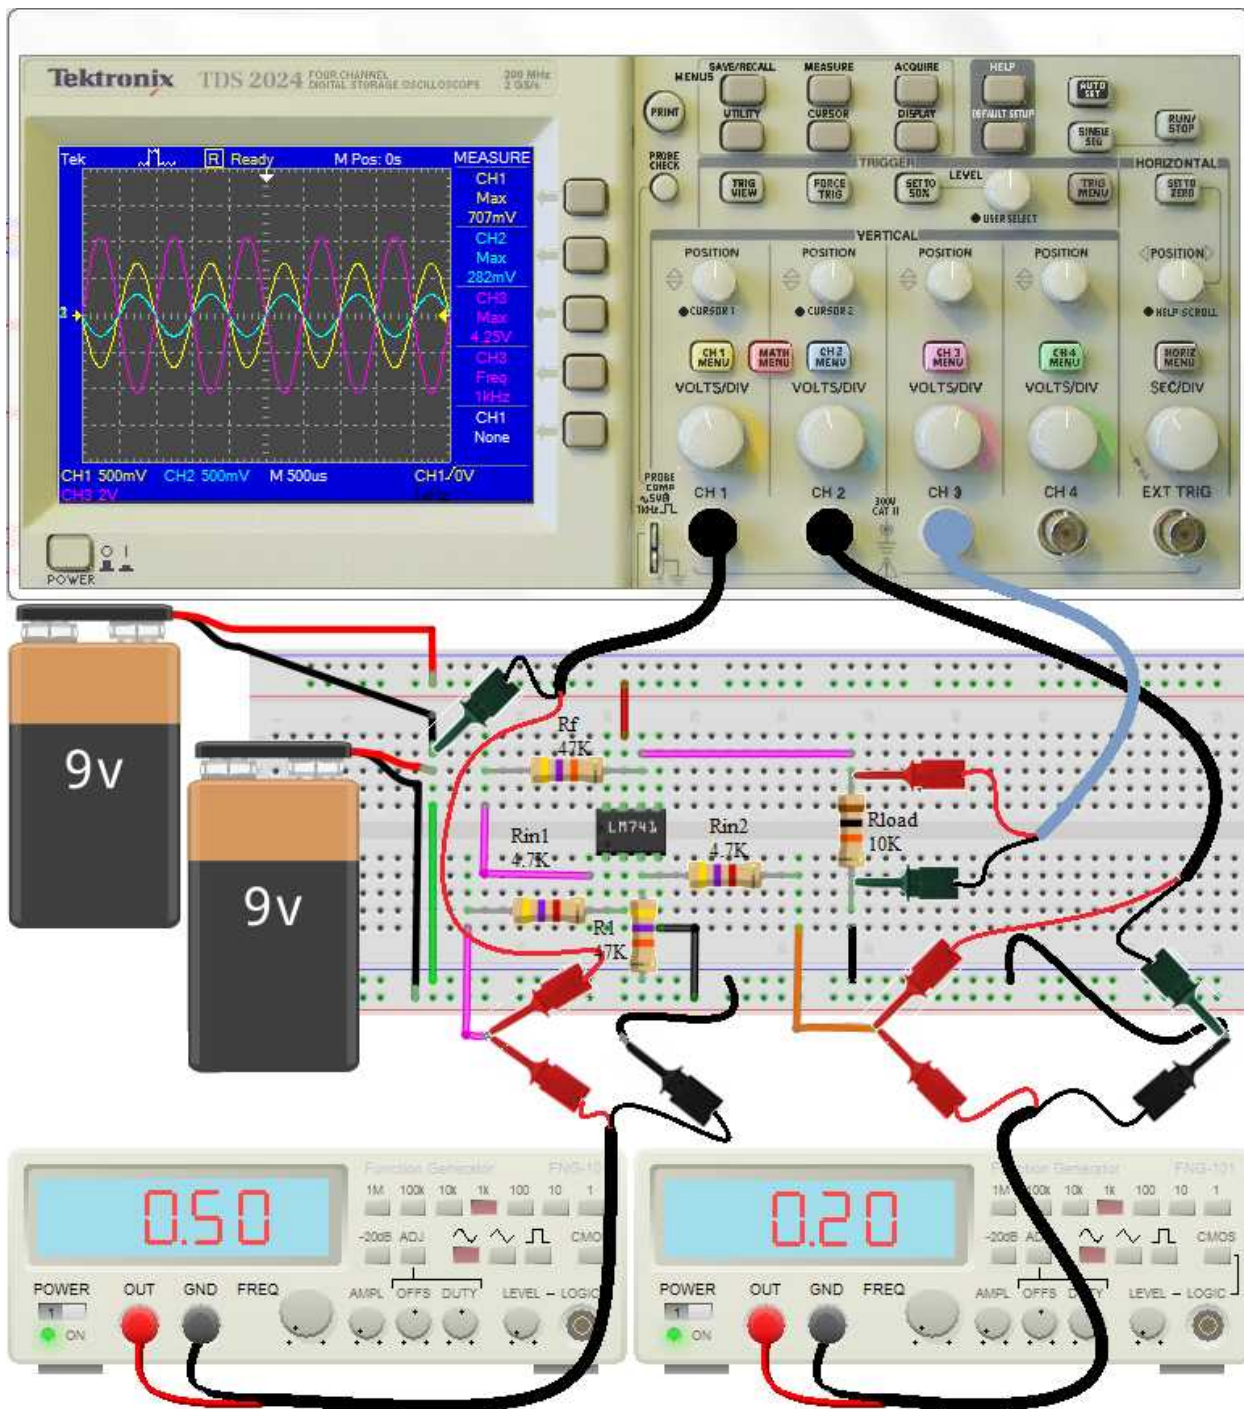 Tektronix TDS 2024 FOUR CHANNEL DIGITAL STORAGE OSCILLOSCOPE 200 MHz 2 GS/s
Tek R Ready M Pos: 0s MEASURE
CH1
Max
707mV
CH2
Max
282mV
CH3
Max
4.25V
CH3
Freq
1kHz
CH1
None
CH1 500mV CH2 500mV M 500us CH1 0V
CH3 2V
POWER
MENUS
SAVE/RECALL MEASURE ACQUIRE HELP
AUTO SET
PRINT
UTILITY CURSOR DISPLAY DEFAULT SETUP
SINGLE SEQ
RUN/ STOP
PROBE CHECK
TRIGGER
HORIZONTAL
TRIG VIEW
FORCE TRIG
SET TO 50%
LEVEL
TRIG MENU
SET TO ZERO
USER SELECT
VERTICAL
POSITION POSITION POSITION POSITION POSITION
CURSOR 1 CURSOR 2 HELP SCROLL
CH 1 MENU
MATH MENU
CH 2 MENU
CH 3 MENU
CH 4 MENU
HORIZ MENU
VOLTS/DIV VOLTS/DIV VOLTS/DIV VOLTS/DIV SEC/DIV
PROBE COMP
5V
1kHz
CH 1 CH 2 CH 3 CH 4 EXT TRIG
300V CAT II
9v
9v
Rf
47K
LM741
Rin1
4.7K
Rin2
4.7K
Rload
10K
R1
47K
Function Generator FNG-101
0.50
1M 100k 10k 1k 100 10 1
-20dB ADJ CMOS
POWER OUT GND FREQ AMPL OFFS DUTY LEVEL – LOGIC
1
ON
Function Generator FNG-101
0.20
1M 100k 10k 1k 100 10 1
-20dB ADJ CMOS
POWER OUT GND FREQ AMPL OFFS DUTY LEVEL – LOGIC
1
ON